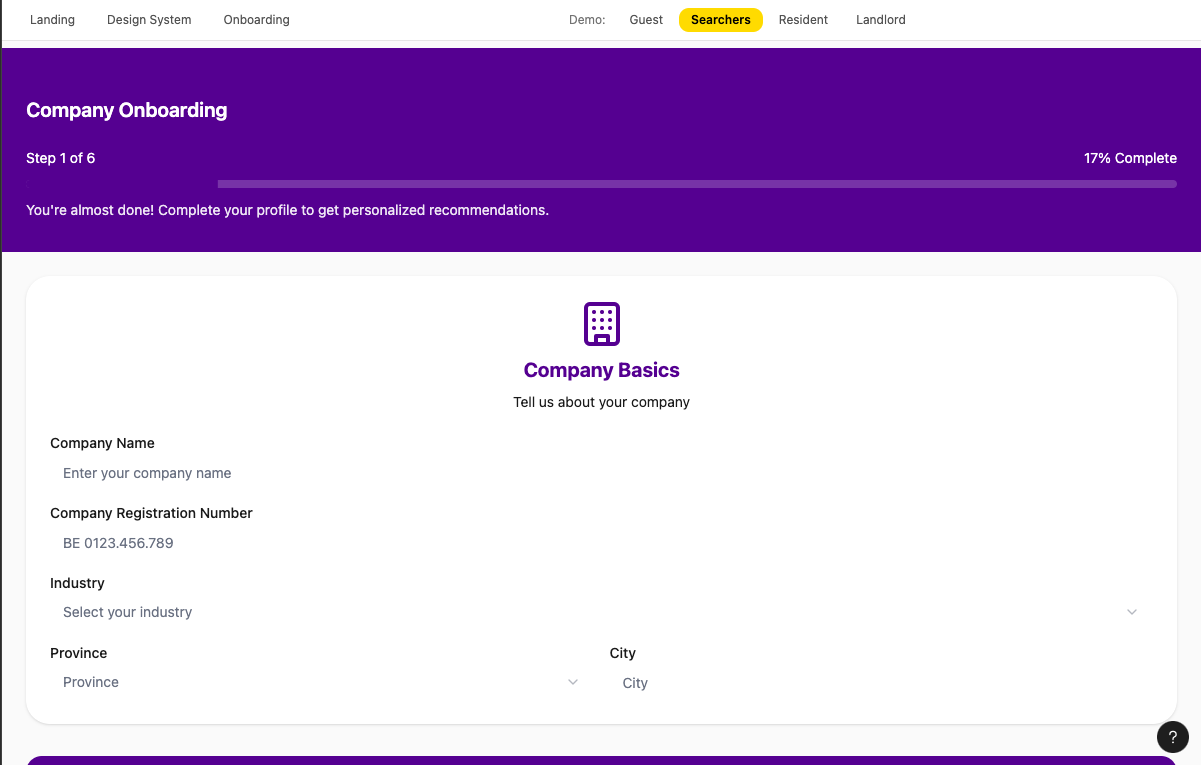 Landing Design System Onboarding Demo: Guest Searchers Resident Landlord
Company Onboarding
Step 1 of 6 17% Complete
You're almost done! Complete your profile to get personalized recommendations.
Company Basics
Tell us about your company
Company Name
Enter your company name
Company Registration Number
BE 0123.456.789
Industry
Select your industry
Province City
Province City
?